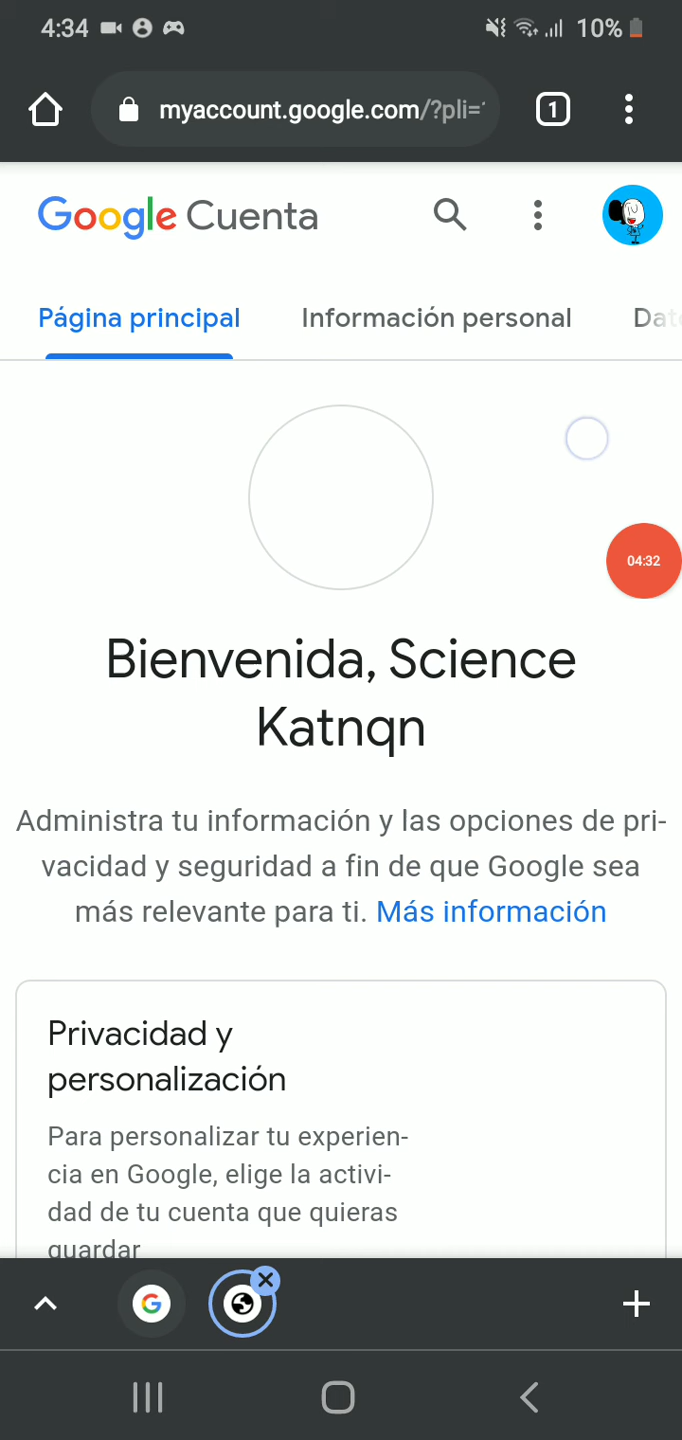 4:34
10%
myaccount.google.com/?pli=
1
Google Cuenta
Página principal
Información personal
04:32
Bienvenida, Science
Katnqn
Administra tu información y las opciones de pri-
vacidad y seguridad a fin de que Google sea
más relevante para ti. Más información
Privacidad y
personalización
Para personalizar tu experien-
cia en Google, elige la activi-
dad de tu cuenta que quieras
guardar
G